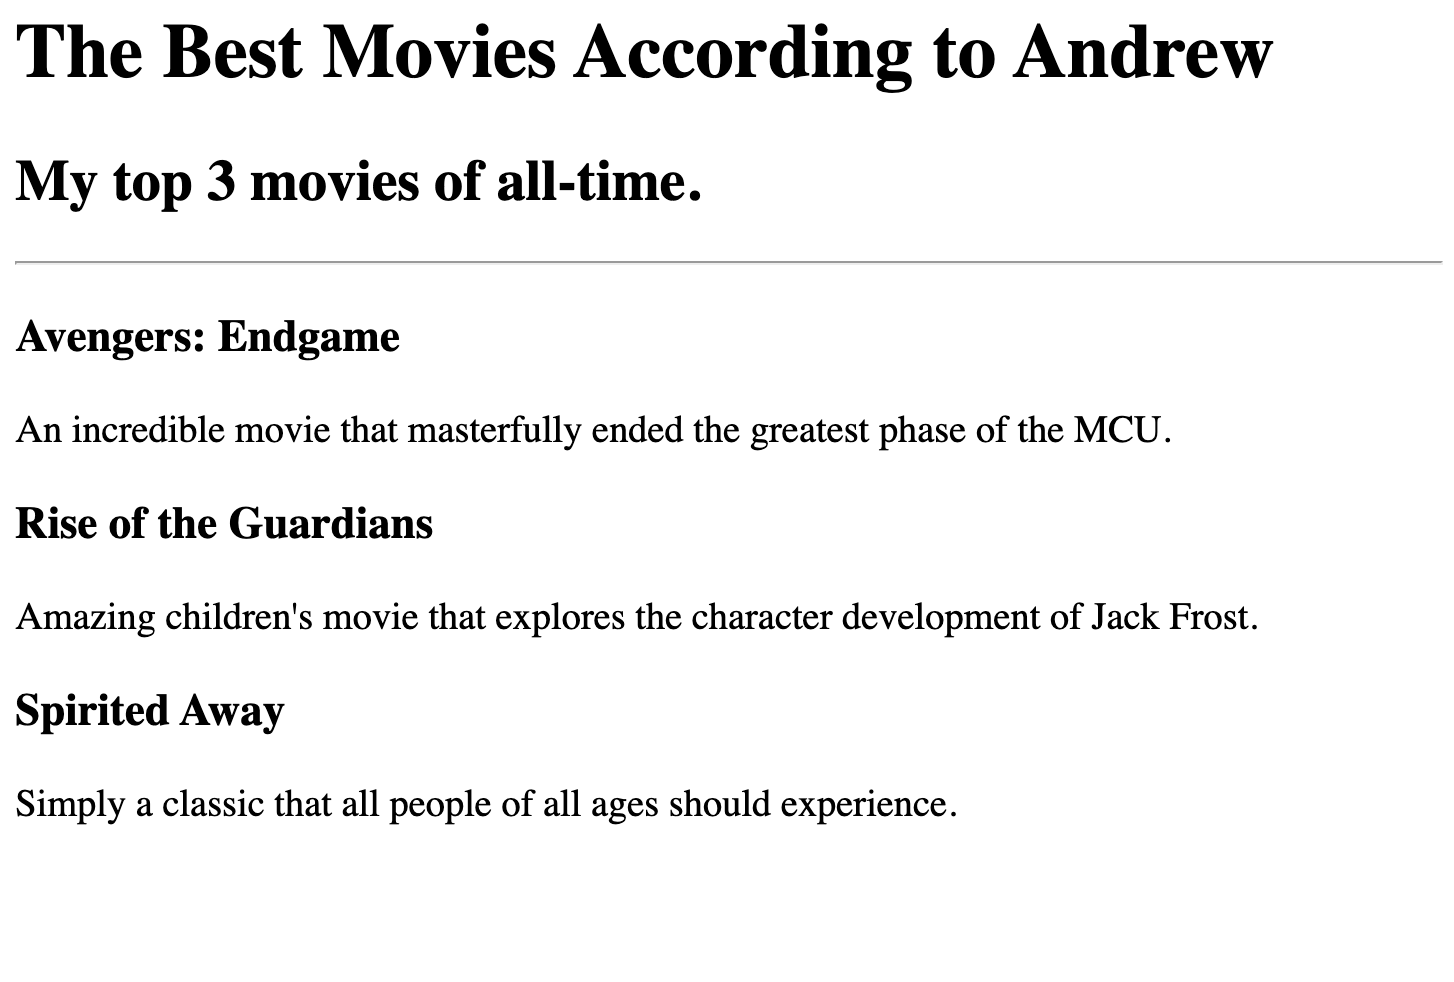 The Best Movies According to Andrew
My top 3 movies of all-time.
Avengers: Endgame
An incredible movie that masterfully ended the greatest phase of the MCU.
Rise of the Guardians
Amazing children's movie that explores the character development of Jack Frost.
Spirited Away
Simply a classic that all people of all ages should experience.